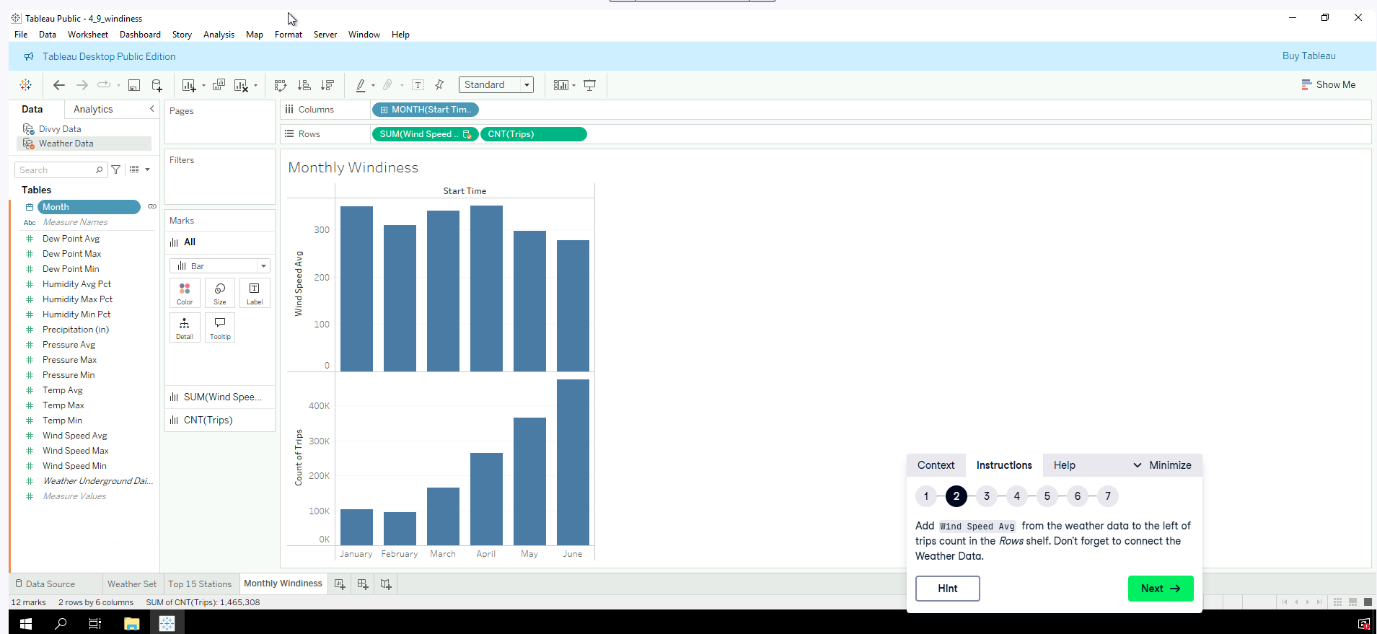 Tableau Public - 4_9_windiness
File Data Worksheet Dashboard Story Analysis Map Format Server Window Help
Tableau Desktop Public Edition Buy Tableau
Standard Show Me
Data Analytics
Divvy Data
Weather Data
Search
Tables
Month
Abc Measure Names
Dew Point Avg
Dew Point Max
Dew Point Min
Humidity Avg Pct
Humidity Max Pct
Humidity Min Pct
Precipitation (in)
Pressure Avg
Pressure Max
Pressure Min
Temp Avg
Temp Max
Temp Min
Wind Speed Avg
Wind Speed Max
Wind Speed Min
Weather Underground Dai...
Measure Values
Pages
Filters
Marks
All
Bar
Color Size Label
Detail Tooltip
SUM(Wind Spee...
CNT(Trips)
Columns MONTH(Start Tim..
Rows SUM(Wind Speed .. CNT(Trips)
Monthly Windiness
Start Time
Wind Speed Avg
300
200
100
0
Count of Trips
400K
300K
200K
100K
0K
January February March April May June
Context Instructions Help Minimize
1 2 3 4 5 6 7
Add Wind Speed Avg from the weather data to the left of
trips count in the Rows shelf. Don't forget to connect the
Weather Data.
Hint Next →
Data Source Weather Set Top 15 Stations Monthly Windiness
12 marks 2 rows by 6 columns SUM of CNT(Trips): 1,465,308